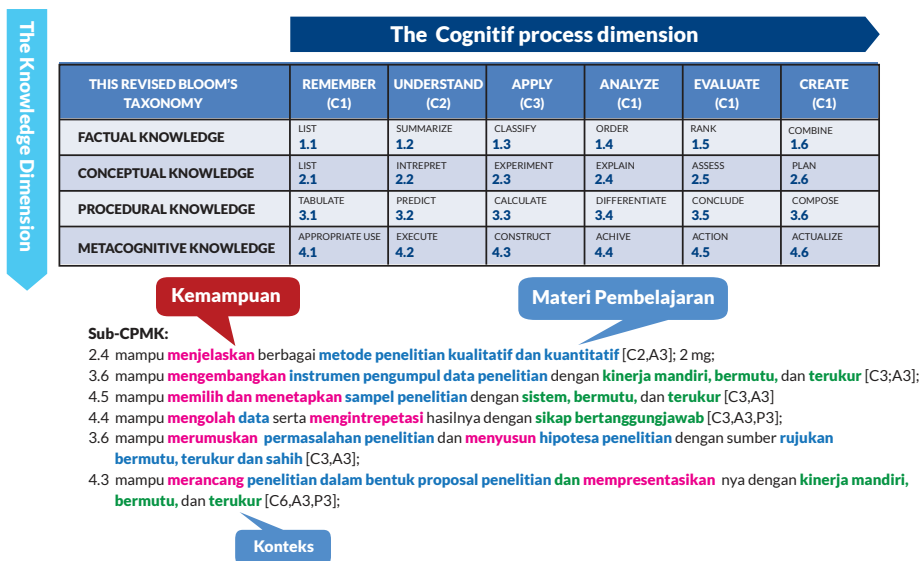 The Knowledge Dimension
The Cognitif process dimension
THIS REVISED BLOOM'S TAXONOMY REMEMBER (C1) UNDERSTAND (C2) APPLY (C3) ANALYZE (C1) EVALUATE (C1) CREATE (C1)
FACTUAL KNOWLEDGE LIST 1.1 SUMMARIZE 1.2 CLASSIFY 1.3 ORDER 1.4 RANK 1.5 COMBINE 1.6
CONCEPTUAL KNOWLEDGE LIST 2.1 INTREPRET 2.2 EXPERIMENT 2.3 EXPLAIN 2.4 ASSESS 2.5 PLAN 2.6
PROCEDURAL KNOWLEDGE TABULATE 3.1 PREDICT 3.2 CALCULATE 3.3 DIFFERENTIATE 3.4 CONCLUDE 3.5 COMPOSE 3.6
METACOGNITIVE KNOWLEDGE APPROPRIATE USE 4.1 EXECUTE 4.2 CONSTRUCT 4.3 ACHIVE 4.4 ACTION 4.5 ACTUALIZE 4.6
Kemampuan
Materi Pembelajaran
Sub-CPMK:
2.4 mampu menjelaskan berbagai metode penelitian kualitatif dan kuantitatif [C2,A3]; 2 mg;
3.6 mampu mengembangkan instrumen pengumpul data penelitian dengan kinerja mandiri, bermutu, dan terukur [C3;A3];
4.5 mampu memilih dan menetapkan sampel penelitian dengan sistem, bermutu, dan terukur [C3,A3]
4.4 mampu mengolah data serta mengintrepetasi hasilnya dengan sikap bertanggungjawab [C3,A3,P3];
3.6 mampu merumuskan permasalahan penelitian dan menyusun hipotesa penelitian dengan sumber rujukan
bermutu, terukur dan sahih [C3,A3];
4.3 mampu merancang penelitian dalam bentuk proposal penelitian dan mempresentasikan nya dengan kinerja mandiri,
bermutu, dan terukur [C6,A3,P3];
Konteks